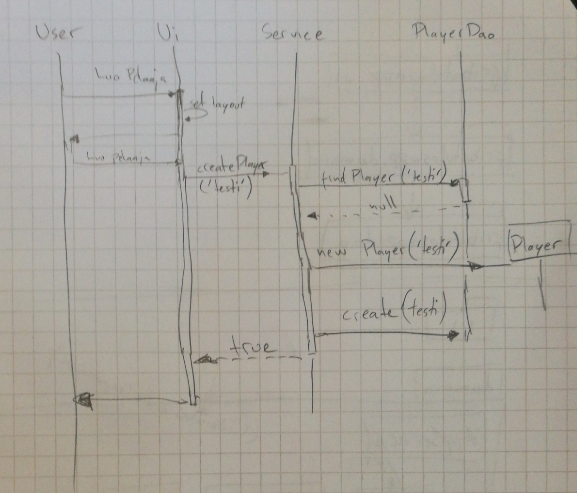 User Ui Service PlayerDao
Luo Pelaaja
set layout
Luo Pelaaja
createPlayer
('testi')
findPlayer('testi')
null
new Player('testi')
Player
create(testi)
true